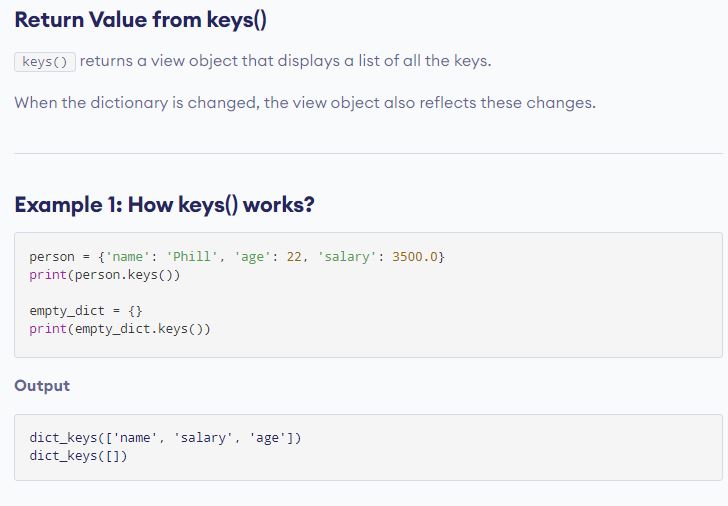 Return Value from keys()
keys() returns a view object that displays a list of all the keys.
When the dictionary is changed, the view object also reflects these changes.
Example 1: How keys() works?
person = {'name': 'Phill', 'age': 22, 'salary': 3500.0}
print(person.keys())
empty_dict = {}
print(empty_dict.keys())
Output
dict_keys(['name', 'salary', 'age'])
dict_keys([])